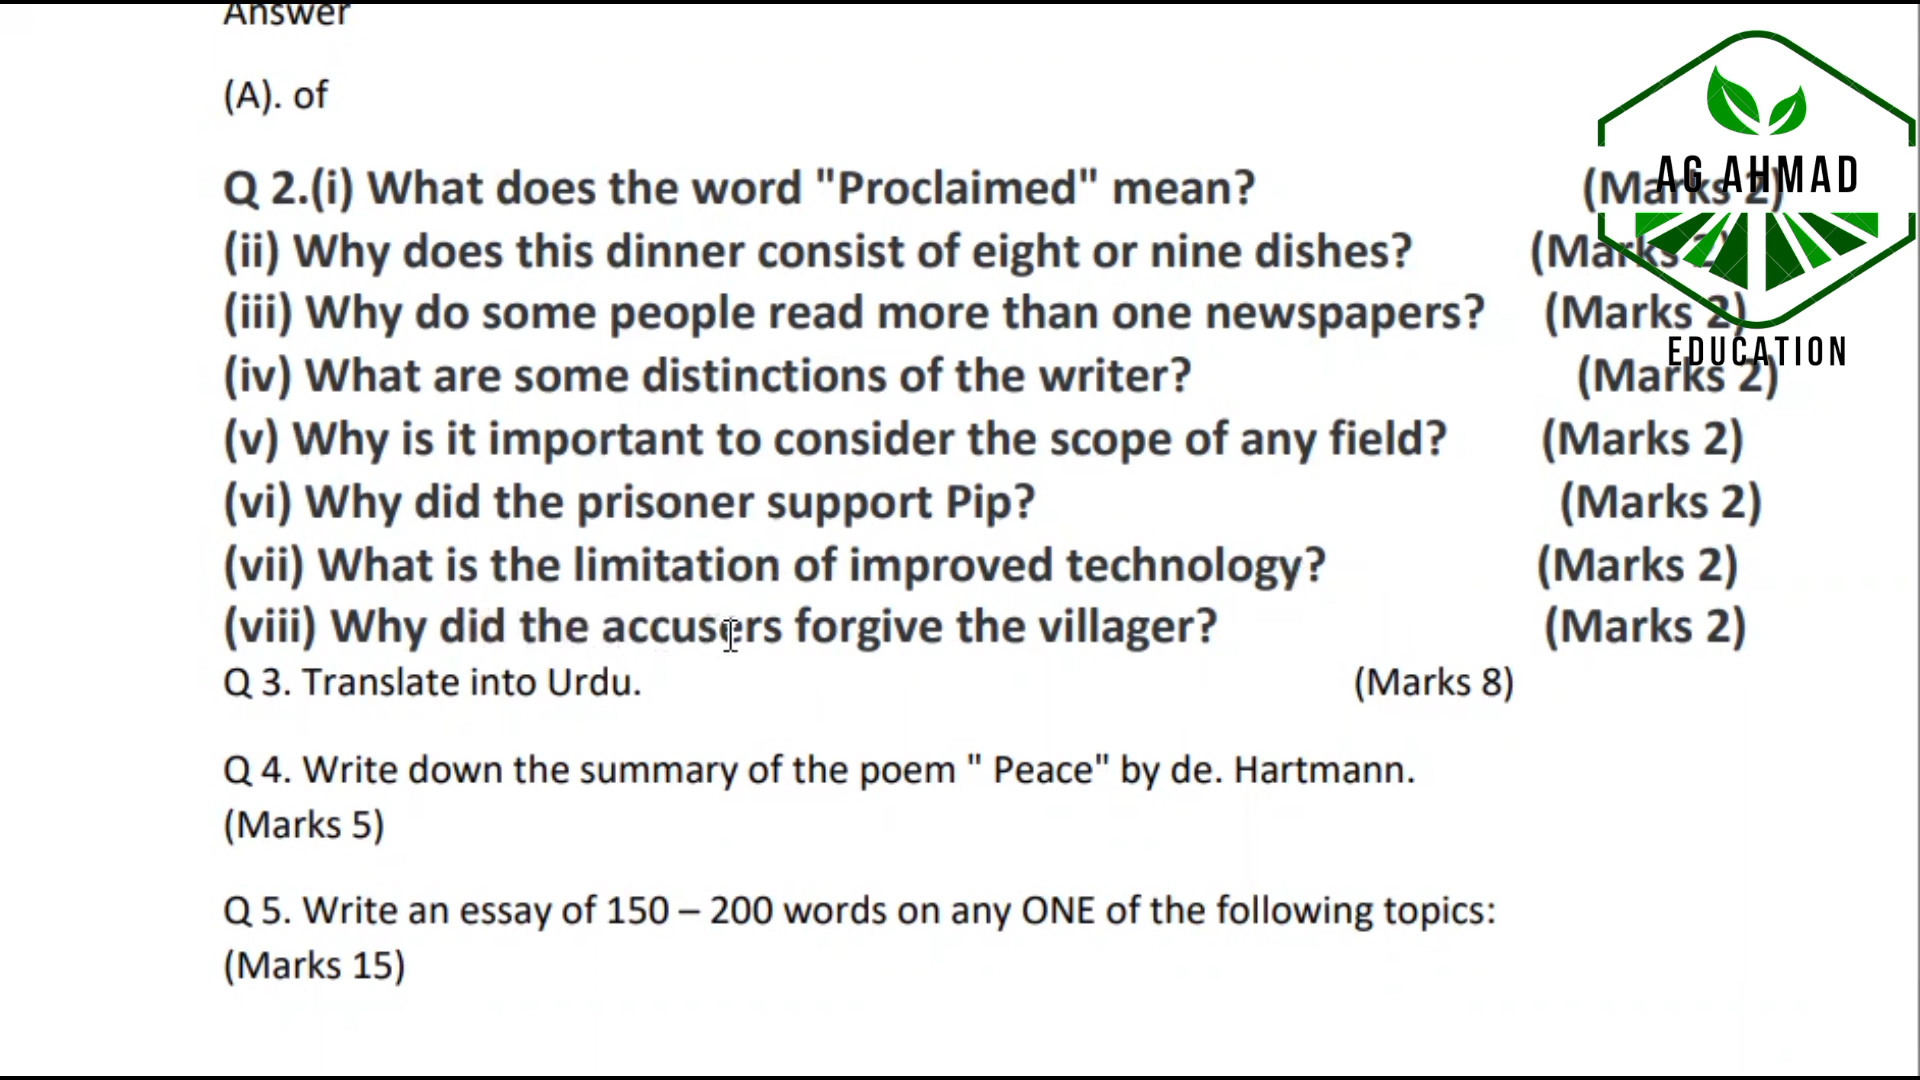 Answer
(A). of
Q 2.(i) What does the word "Proclaimed" mean? (Marks 2)
(ii) Why does this dinner consist of eight or nine dishes? (Marks 2)
(iii) Why do some people read more than one newspapers? (Marks 2)
(iv) What are some distinctions of the writer? (Marks 2)
(v) Why is it important to consider the scope of any field? (Marks 2)
(vi) Why did the prisoner support Pip? (Marks 2)
(vii) What is the limitation of improved technology? (Marks 2)
(viii) Why did the accusers forgive the villager? (Marks 2)
Q 3. Translate into Urdu. (Marks 8)
Q 4. Write down the summary of the poem " Peace" by de. Hartmann.
(Marks 5)
Q 5. Write an essay of 150 – 200 words on any ONE of the following topics:
(Marks 15)
AG AHMAD
EDUCATION